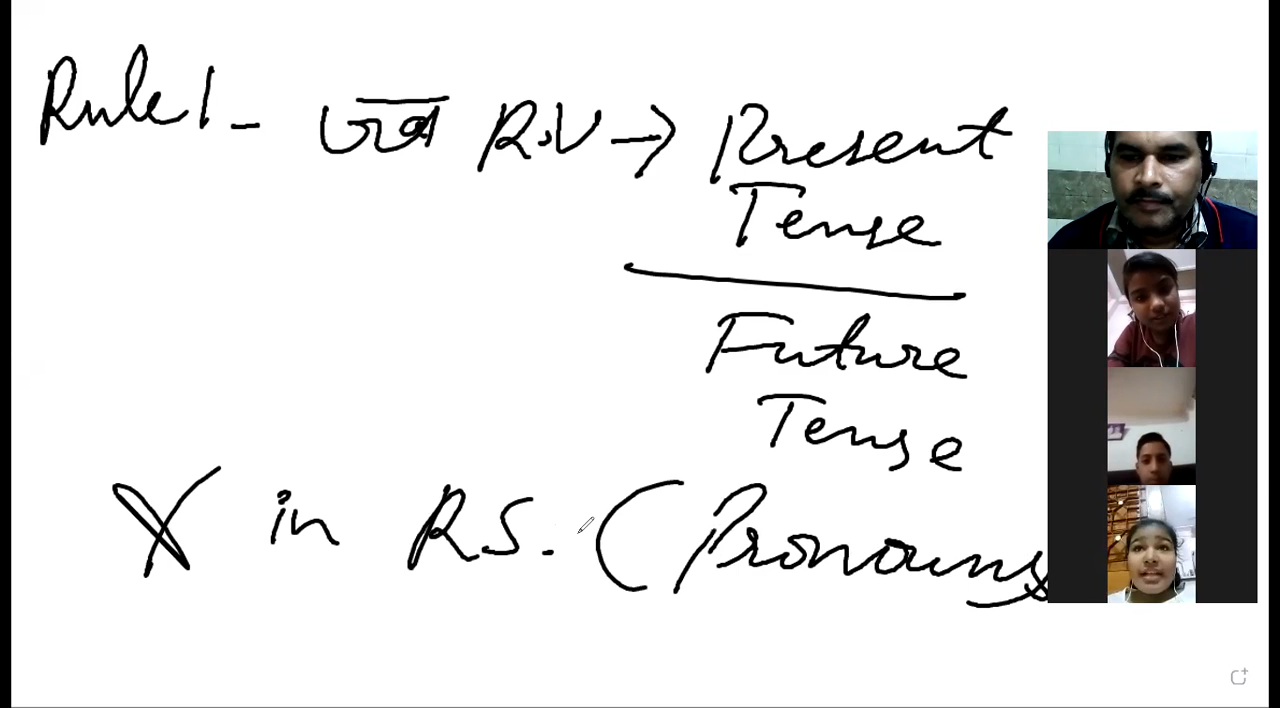 Rule 1 - जब R.V → Present
Tense
Future
Tense
X in R.S. ( Pronouns